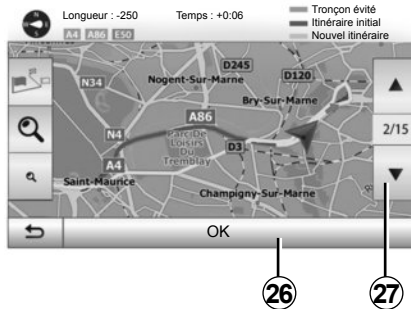 Longueur : -250 Temps : +0:06
A4 A86 E50
Tronçon évité
Itinéraire initial
Nouvel itinéraire
D245
D120
N34
Nogent-Sur-Marne
Bry-Sur-Marne
A86
2/15
N4
Parc De
Loisirs
Du
Tremblay
D3
A4
Saint-Maurice
Champigny-Sur-Marne
OK
26
27